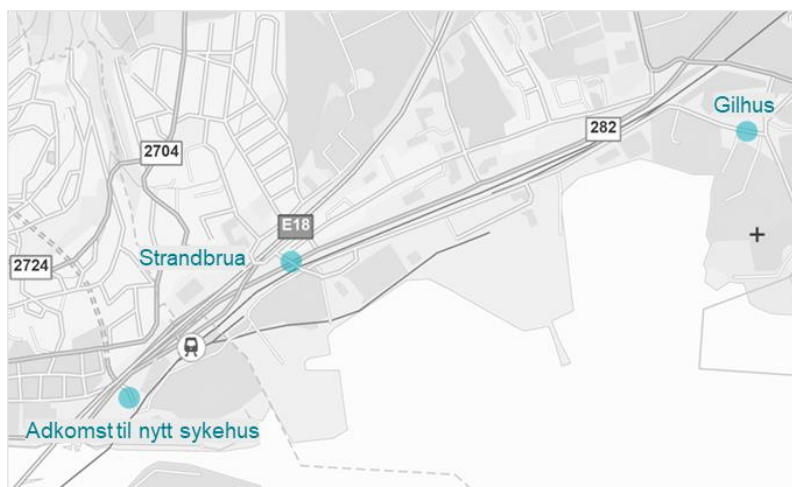 Gilhus
282
2704
E18
Strandbrua
2724
Adkomst til nytt sykehus